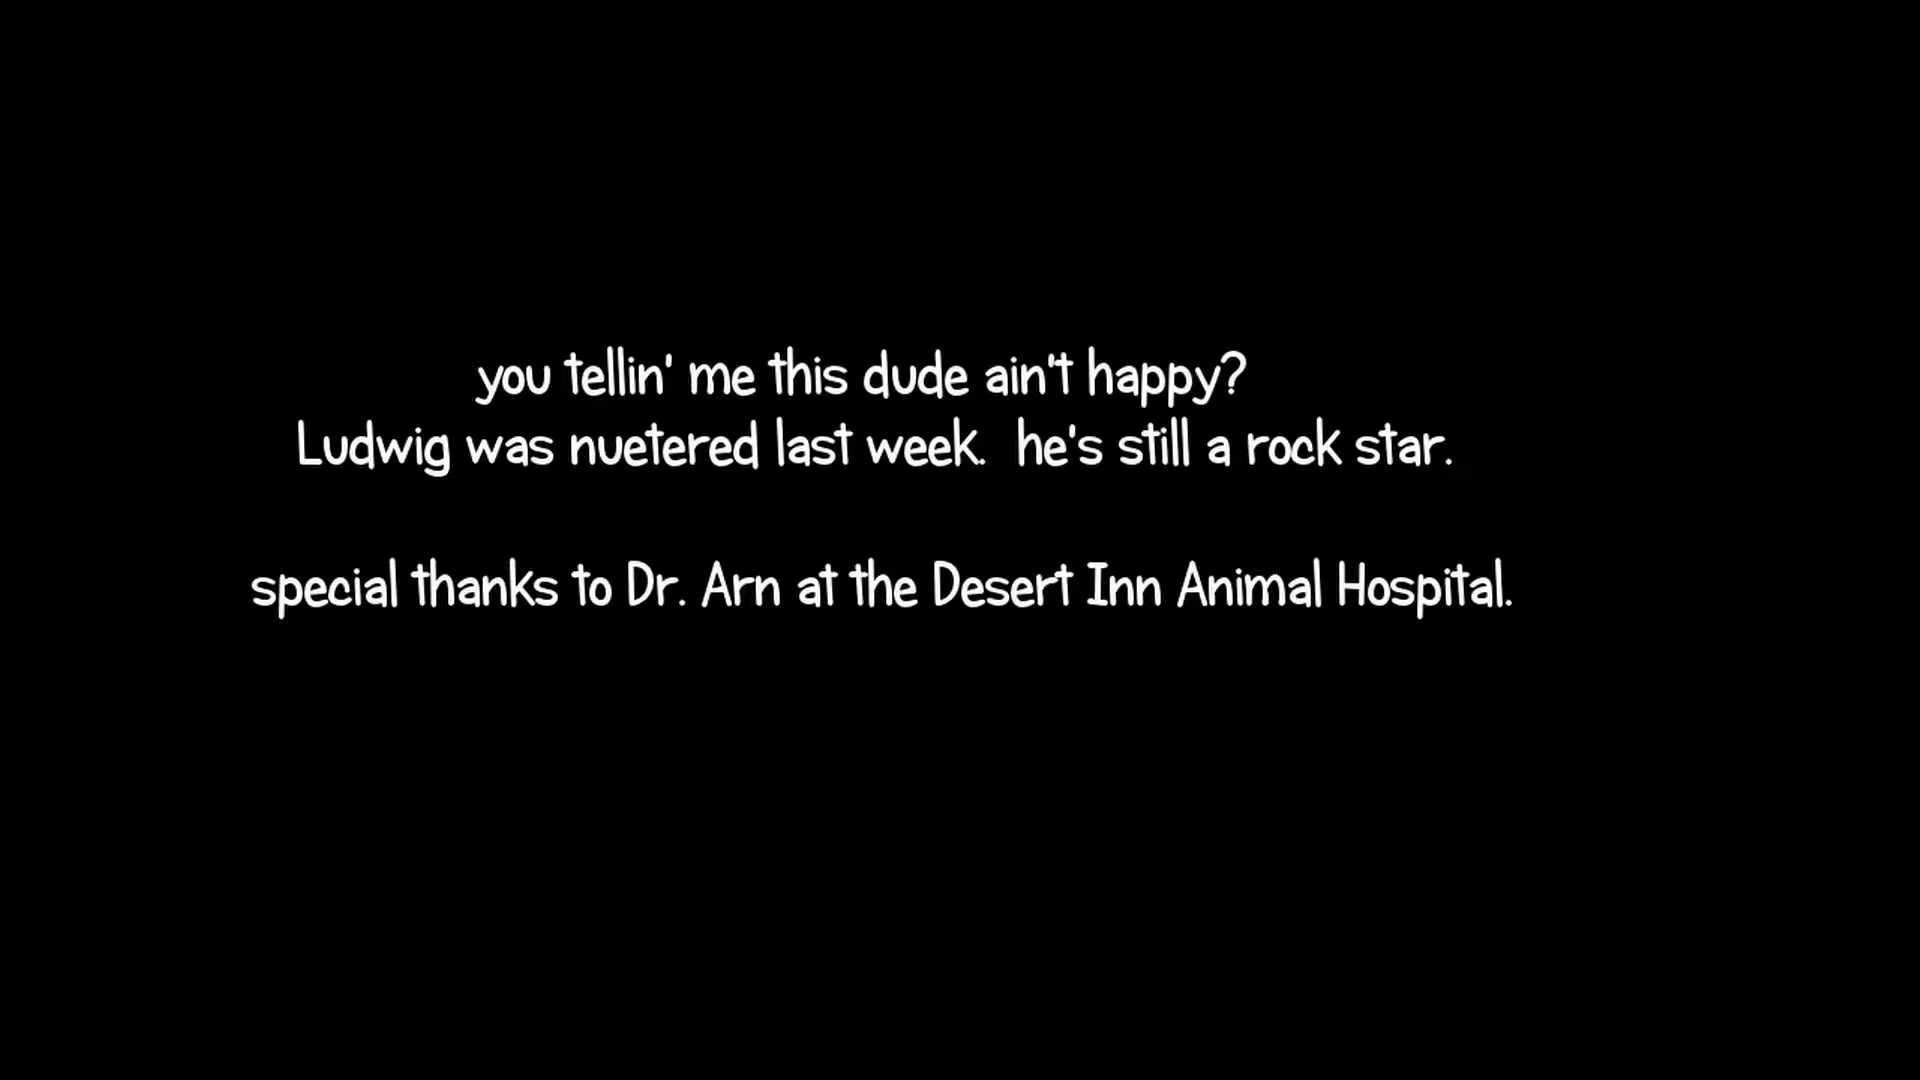 you tellin' me this dude ain't happy?
Ludwig was nuetered last week.  he's still a rock star.
special thanks to Dr. Arn at the Desert Inn Animal Hospital.